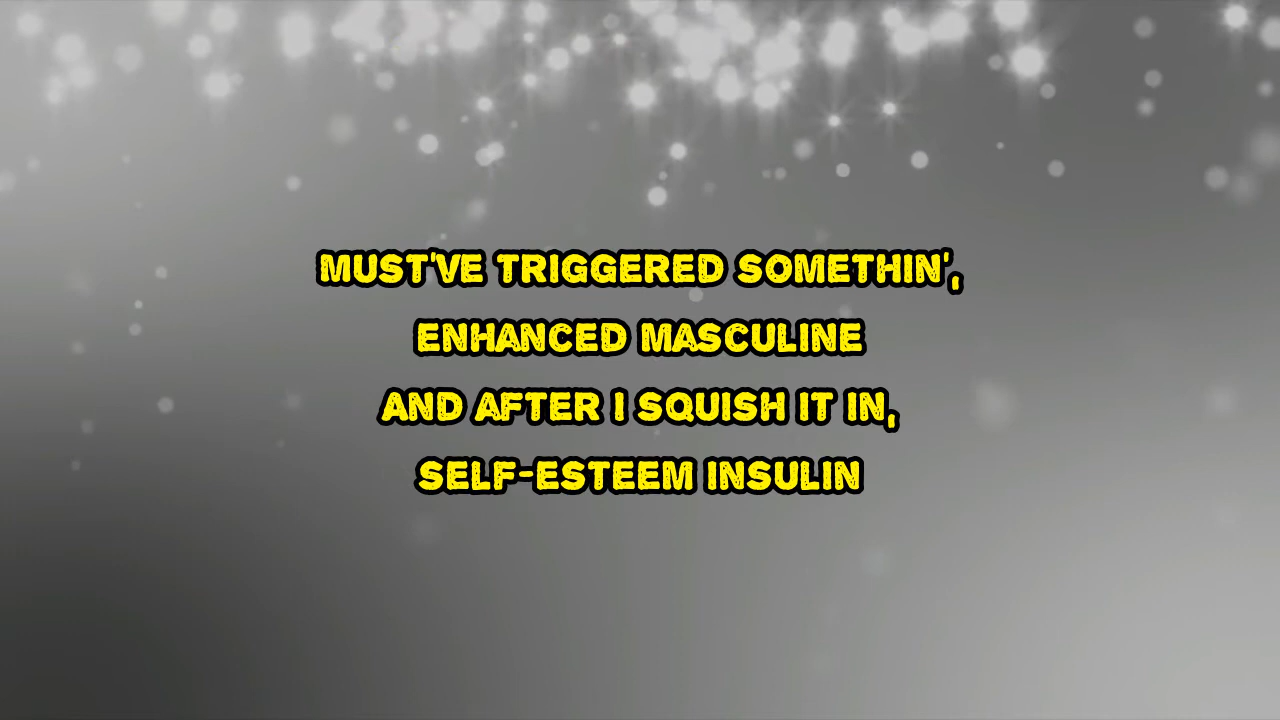 MUST'VE TRIGGERED SOMETHIN',
ENHANCED MASCULINE
AND AFTER I SQUISH IT IN,
SELF-ESTEEM INSULIN